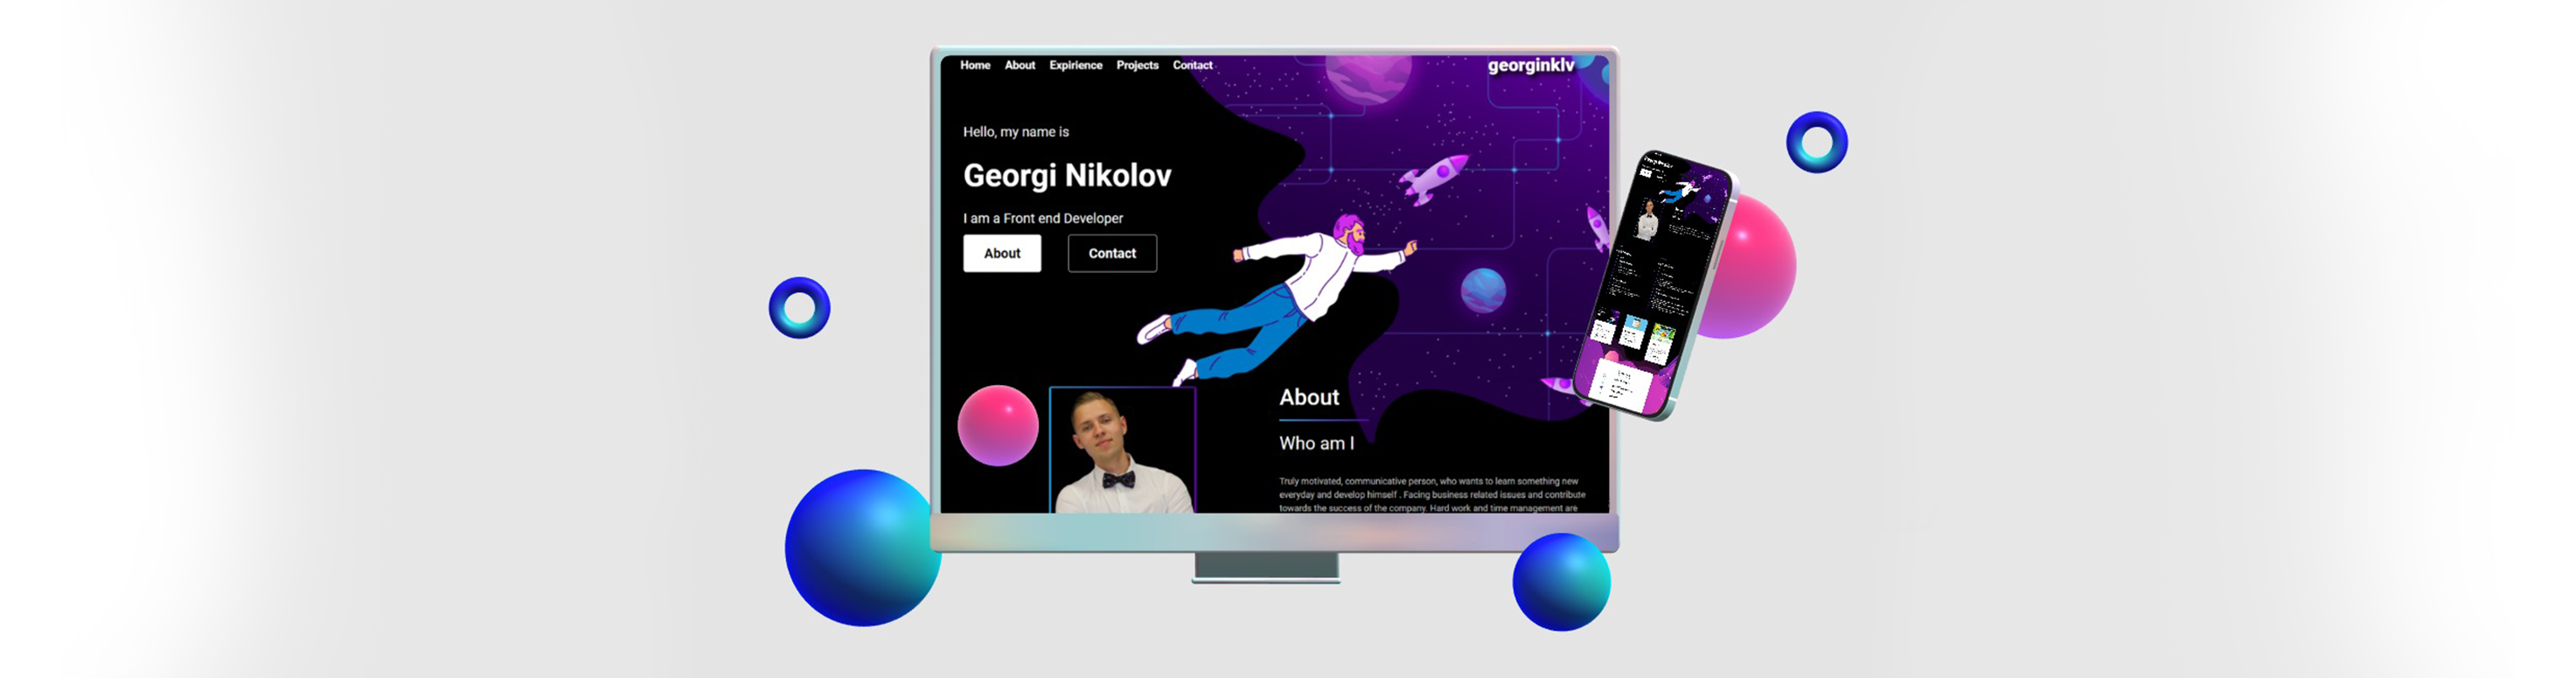 Home About Expirience Projects Contact
georginklv
Hello, my name is
Georgi Nikolov
I am a Front end Developer
About Contact
About
Who am I
Truly motivated, communicative person, who wants to learn something new
everyday and develop himself . Facing business related issues and contribute
towards the success of the company. Hard work and time management are